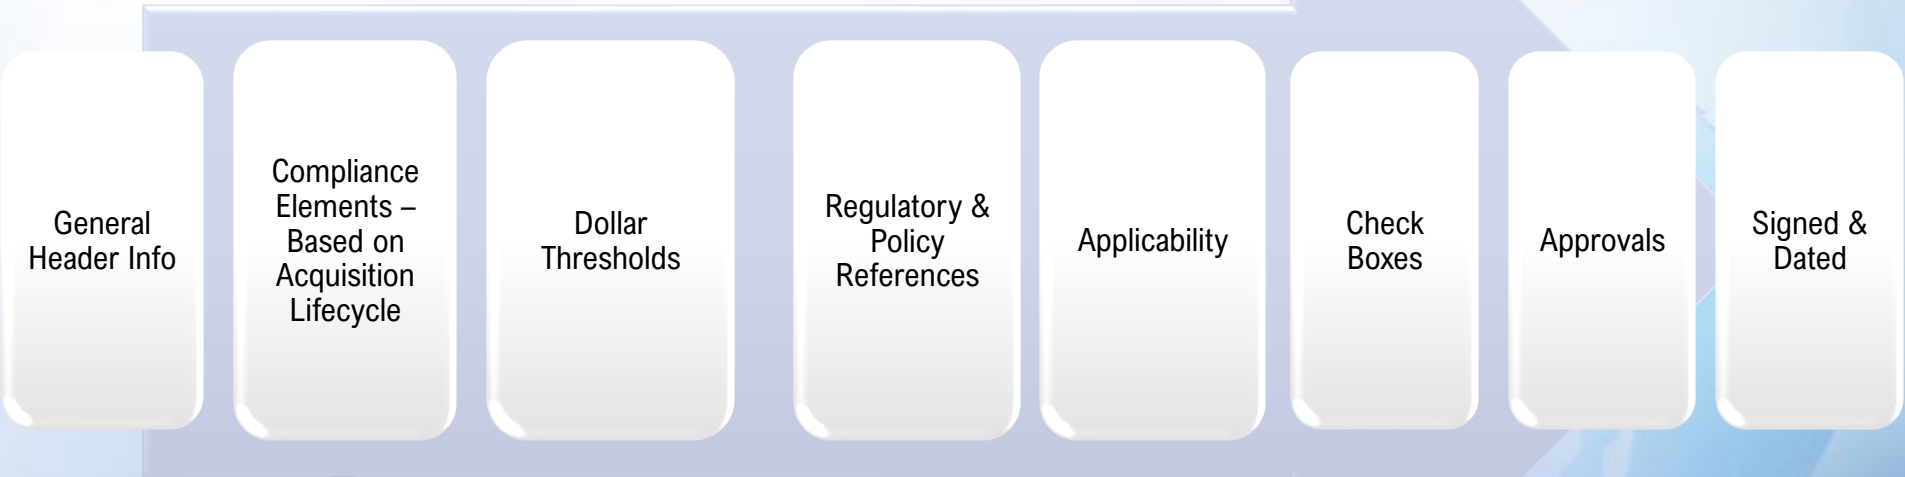 General
Header Info
Compliance
Elements –
Based on
Acquisition
Lifecycle
Dollar
Thresholds
Regulatory &
Policy
References
Applicability
Check
Boxes
Approvals
Signed &
Dated